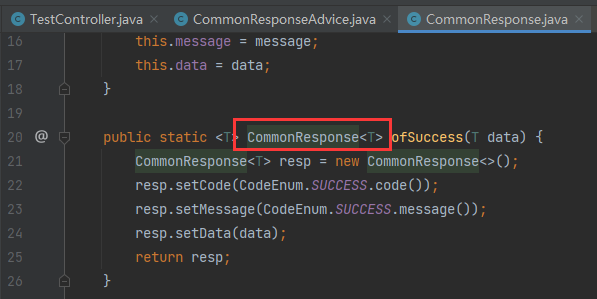 TestController.java CommonResponseAdvice.java CommonResponse.java
16 this.message = message;
17 this.data = data;
18 }
19
20 @ public static <T> CommonResponse<T> ofSuccess(T data) {
21 CommonResponse<T> resp = new CommonResponse<>();
22 resp.setCode(CodeEnum.SUCCESS.code());
23 resp.setMessage(CodeEnum.SUCCESS.message());
24 resp.setData(data);
25 return resp;
26 }